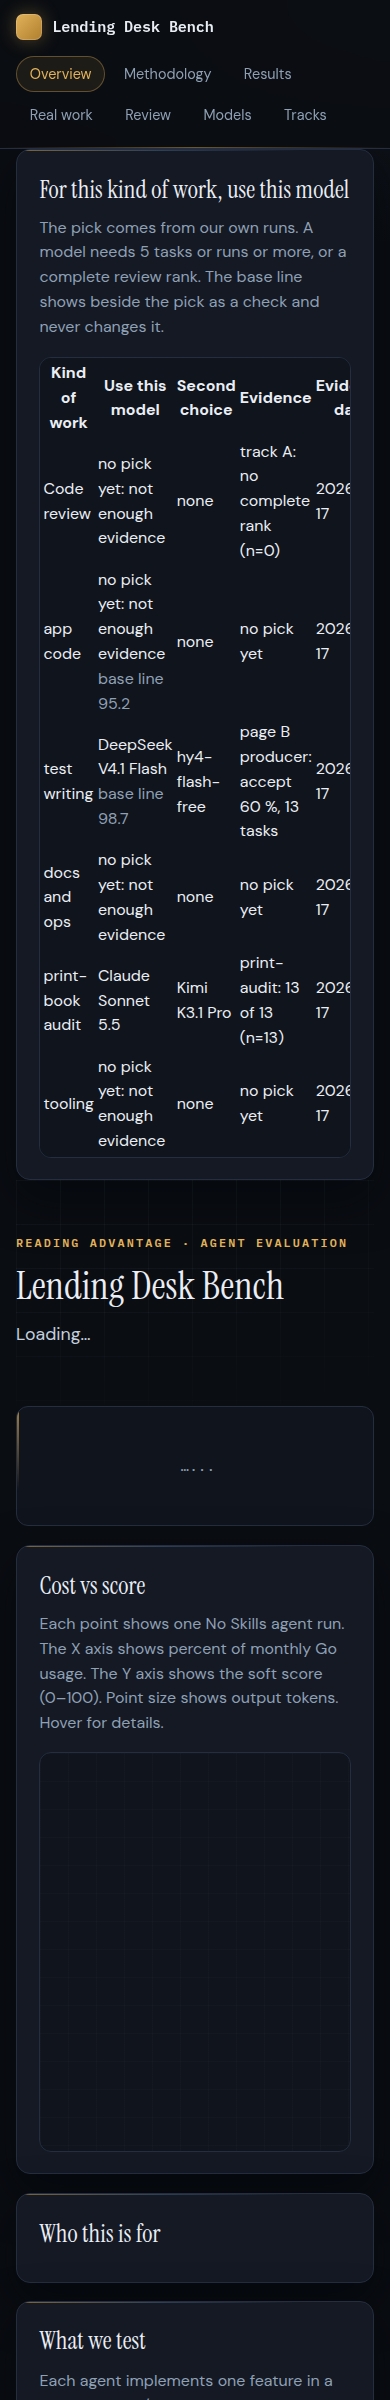 Lending Desk Bench
Overview
Methodology
Results
Real work
Review
Models
Tracks
For this kind of work, use this model
The pick comes from our own runs. A
model needs 5 tasks or runs or more, or a
complete review rank. The base line
shows beside the pick as a check and
never changes it.
Kind
of
work
Use this
model
Second
choice
Evidence
Code
review
no pick
yet: not
enough
evidence
none
track A:
no
complete
rank
(n=0)
17
app
code
no pick
yet: not
enough
evidence
base line
95.2
none
no pick
yet
17
test
writing
DeepSeek
V4.1 Flash
base line
98.7
hy4-
flash-
free
page B
producer:
accept
60 %, 13
tasks
17
docs
and
ops
no pick
yet: not
enough
evidence
none
no pick
yet
17
print-
book
audit
Claude
Sonnet
5.5
Kimi
K3.1 Pro
print-
audit: 13
of 13
(n=13)
17
tooling
no pick
yet: not
enough
evidence
none
no pick
yet
17
READING ADVANTAGE · AGENT EVALUATION
Lending Desk Bench
Loading…
…...
Cost vs score
Each point shows one No Skills agent run.
The X axis shows percent of monthly Go
usage. The Y axis shows the soft score
(0–100). Point size shows output tokens.
Hover for details.
Who this is for
What we test
Each agent implements one feature in a